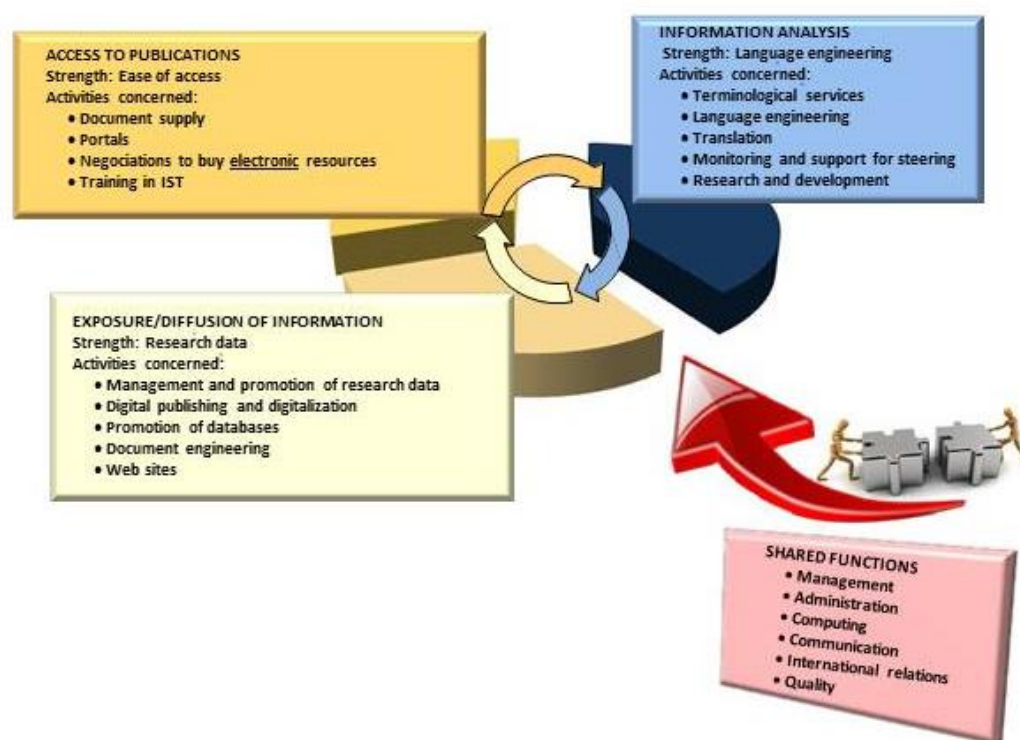 ACCESS TO PUBLICATIONS
Strength: Ease of access
Activities concerned:
• Document supply
• Portals
• Negociations to buy electronic resources
• Training in IST
INFORMATION ANALYSIS
Strength: Language engineering
Activities concerned:
• Terminological services
• Language engineering
• Translation
• Monitoring and support for steering
• Research and development
EXPOSURE/DIFFUSION OF INFORMATION
Strength: Research data
Activities concerned:
• Management and promotion of research data
• Digital publishing and digitalization
• Promotion of databases
• Document engineering
• Web sites
SHARED FUNCTIONS
• Management
• Administration
• Computing
• Communication
• International relations
• Quality